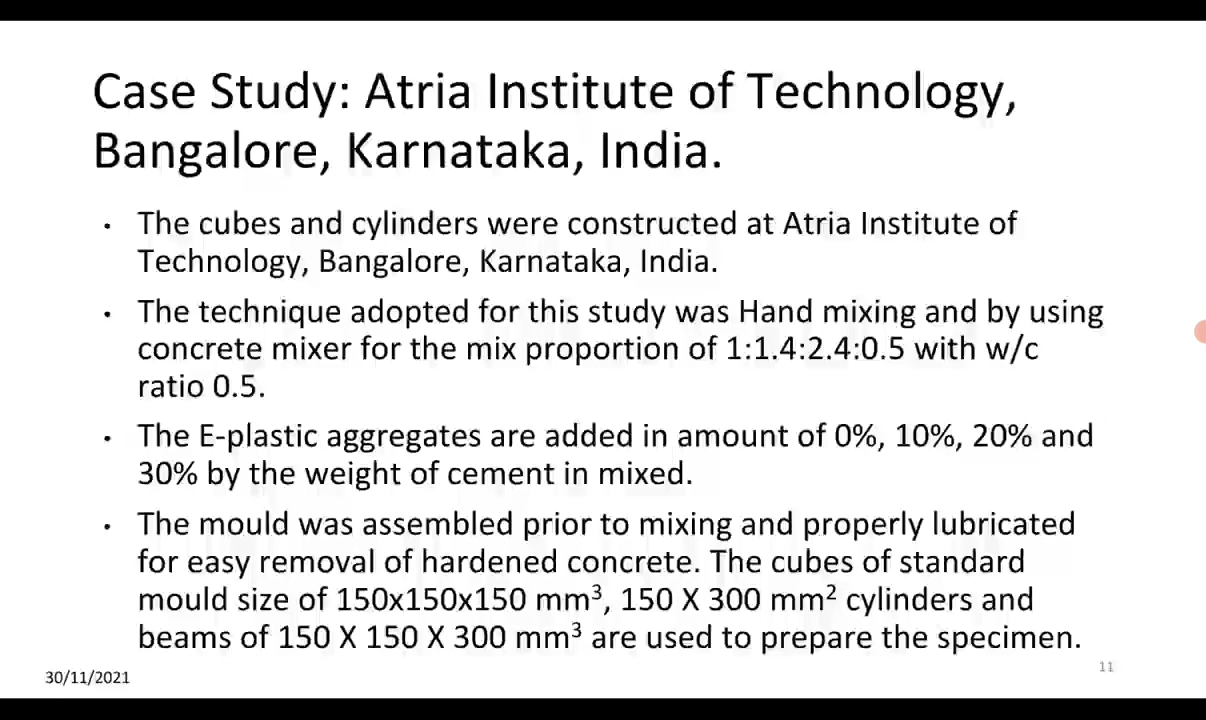 Case Study: Atria Institute of Technology,
Bangalore, Karnataka, India.
• The cubes and cylinders were constructed at Atria Institute of
Technology, Bangalore, Karnataka, India.
• The technique adopted for this study was Hand mixing and by using
concrete mixer for the mix proportion of 1:1.4:2.4:0.5 with w/c
ratio 0.5.
• The E-plastic aggregates are added in amount of 0%, 10%, 20% and
30% by the weight of cement in mixed.
• The mould was assembled prior to mixing and properly lubricated
for easy removal of hardened concrete. The cubes of standard
mould size of 150x150x150 mm³, 150 X 300 mm² cylinders and
beams of 150 X 150 X 300 mm³ are used to prepare the specimen.
30/11/2021
11